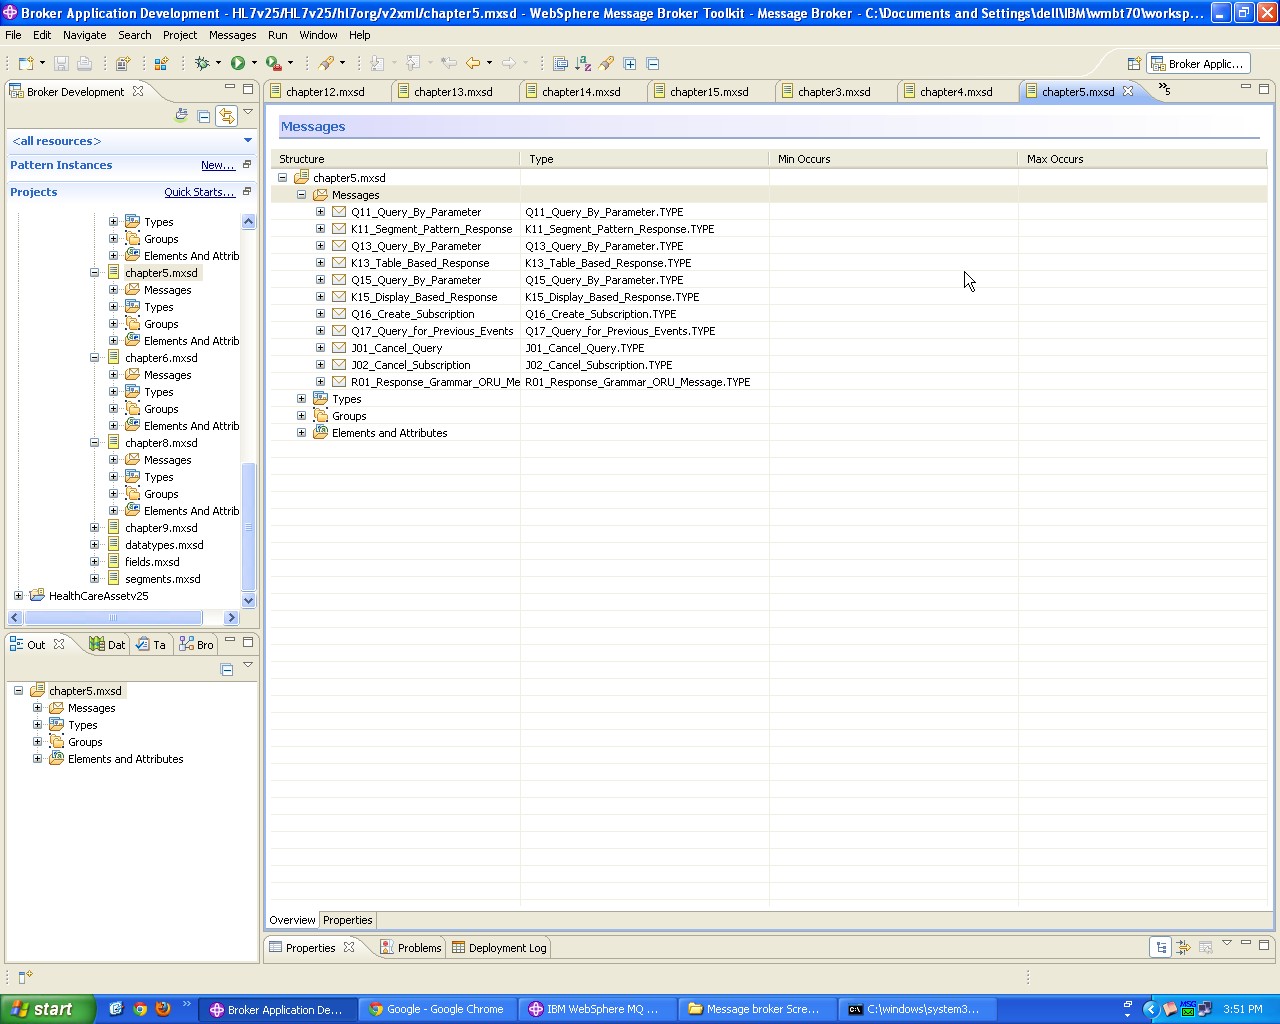 Broker Application Development - HL7v25/HL7v25/hl7org/v2xml/chapter5.mxsd - WebSphere Message Broker Toolkit - Message Broker - C:\Documents and Settings\dell\IBM\wmbt70\worksp...
File Edit Navigate Search Project Messages Run Window Help
Broker Applic...
Broker Development
chapter12.mxsd chapter13.mxsd chapter14.mxsd chapter15.mxsd chapter3.mxsd chapter4.mxsd chapter5.mxsd »5
<all resources>
Pattern Instances New...
Projects Quick Starts...
Types
Groups
Elements And Attrib
chapter5.mxsd
Messages
Types
Groups
Elements And Attrib
chapter6.mxsd
Messages
Types
Groups
Elements And Attrib
chapter8.mxsd
Messages
Types
Groups
Elements And Attrib
chapter9.mxsd
datatypes.mxsd
fields.mxsd
segments.mxsd
HealthCareAssetv25
Out Dat Ta Bro
chapter5.mxsd
Messages
Types
Groups
Elements and Attributes
Messages
Structure Type Min Occurs Max Occurs
chapter5.mxsd
Messages
Q11_Query_By_Parameter Q11_Query_By_Parameter.TYPE
K11_Segment_Pattern_Response K11_Segment_Pattern_Response.TYPE
Q13_Query_By_Parameter Q13_Query_By_Parameter.TYPE
K13_Table_Based_Response K13_Table_Based_Response.TYPE
Q15_Query_By_Parameter Q15_Query_By_Parameter.TYPE
K15_Display_Based_Response K15_Display_Based_Response.TYPE
Q16_Create_Subscription Q16_Create_Subscription.TYPE
Q17_Query_for_Previous_Events Q17_Query_for_Previous_Events.TYPE
J01_Cancel_Query J01_Cancel_Query.TYPE
J02_Cancel_Subscription J02_Cancel_Subscription.TYPE
R01_Response_Grammar_ORU_Me R01_Response_Grammar_ORU_Message.TYPE
Types
Groups
Elements and Attributes
Overview Properties
Properties Problems Deployment Log
start Broker Application De... Google - Google Chrome IBM WebSphere MQ ... Message broker Scre... C:\windows\system3... MSG 3:51 PM